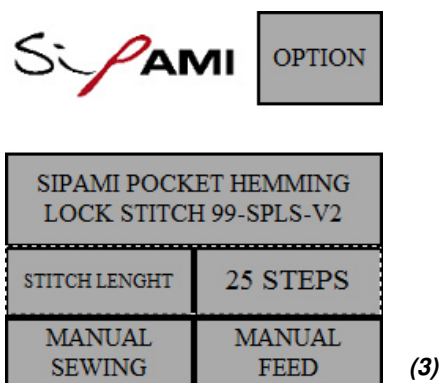 SiPAMI
OPTION
SIPAMI POCKET HEMMING
LOCK STITCH 99-SPLS-V2
STITCH LENGHT
25 STEPS
MANUAL
SEWING
MANUAL
FEED
(3)